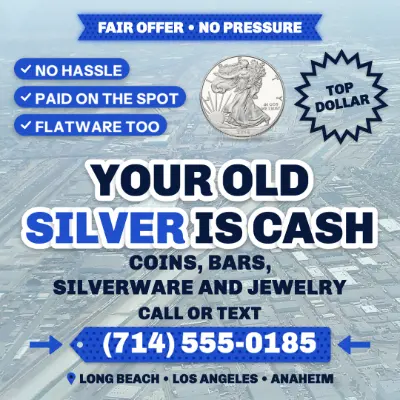 FAIR OFFER • NO PRESSURE
NO HASSLE
PAID ON THE SPOT
FLATWARE TOO
TOP
DOLLAR
YOUR OLD
SILVER IS CASH
COINS, BARS,
SILVERWARE AND JEWELRY
CALL OR TEXT
(714) 555-0185
LONG BEACH • LOS ANGELES • ANAHEIM